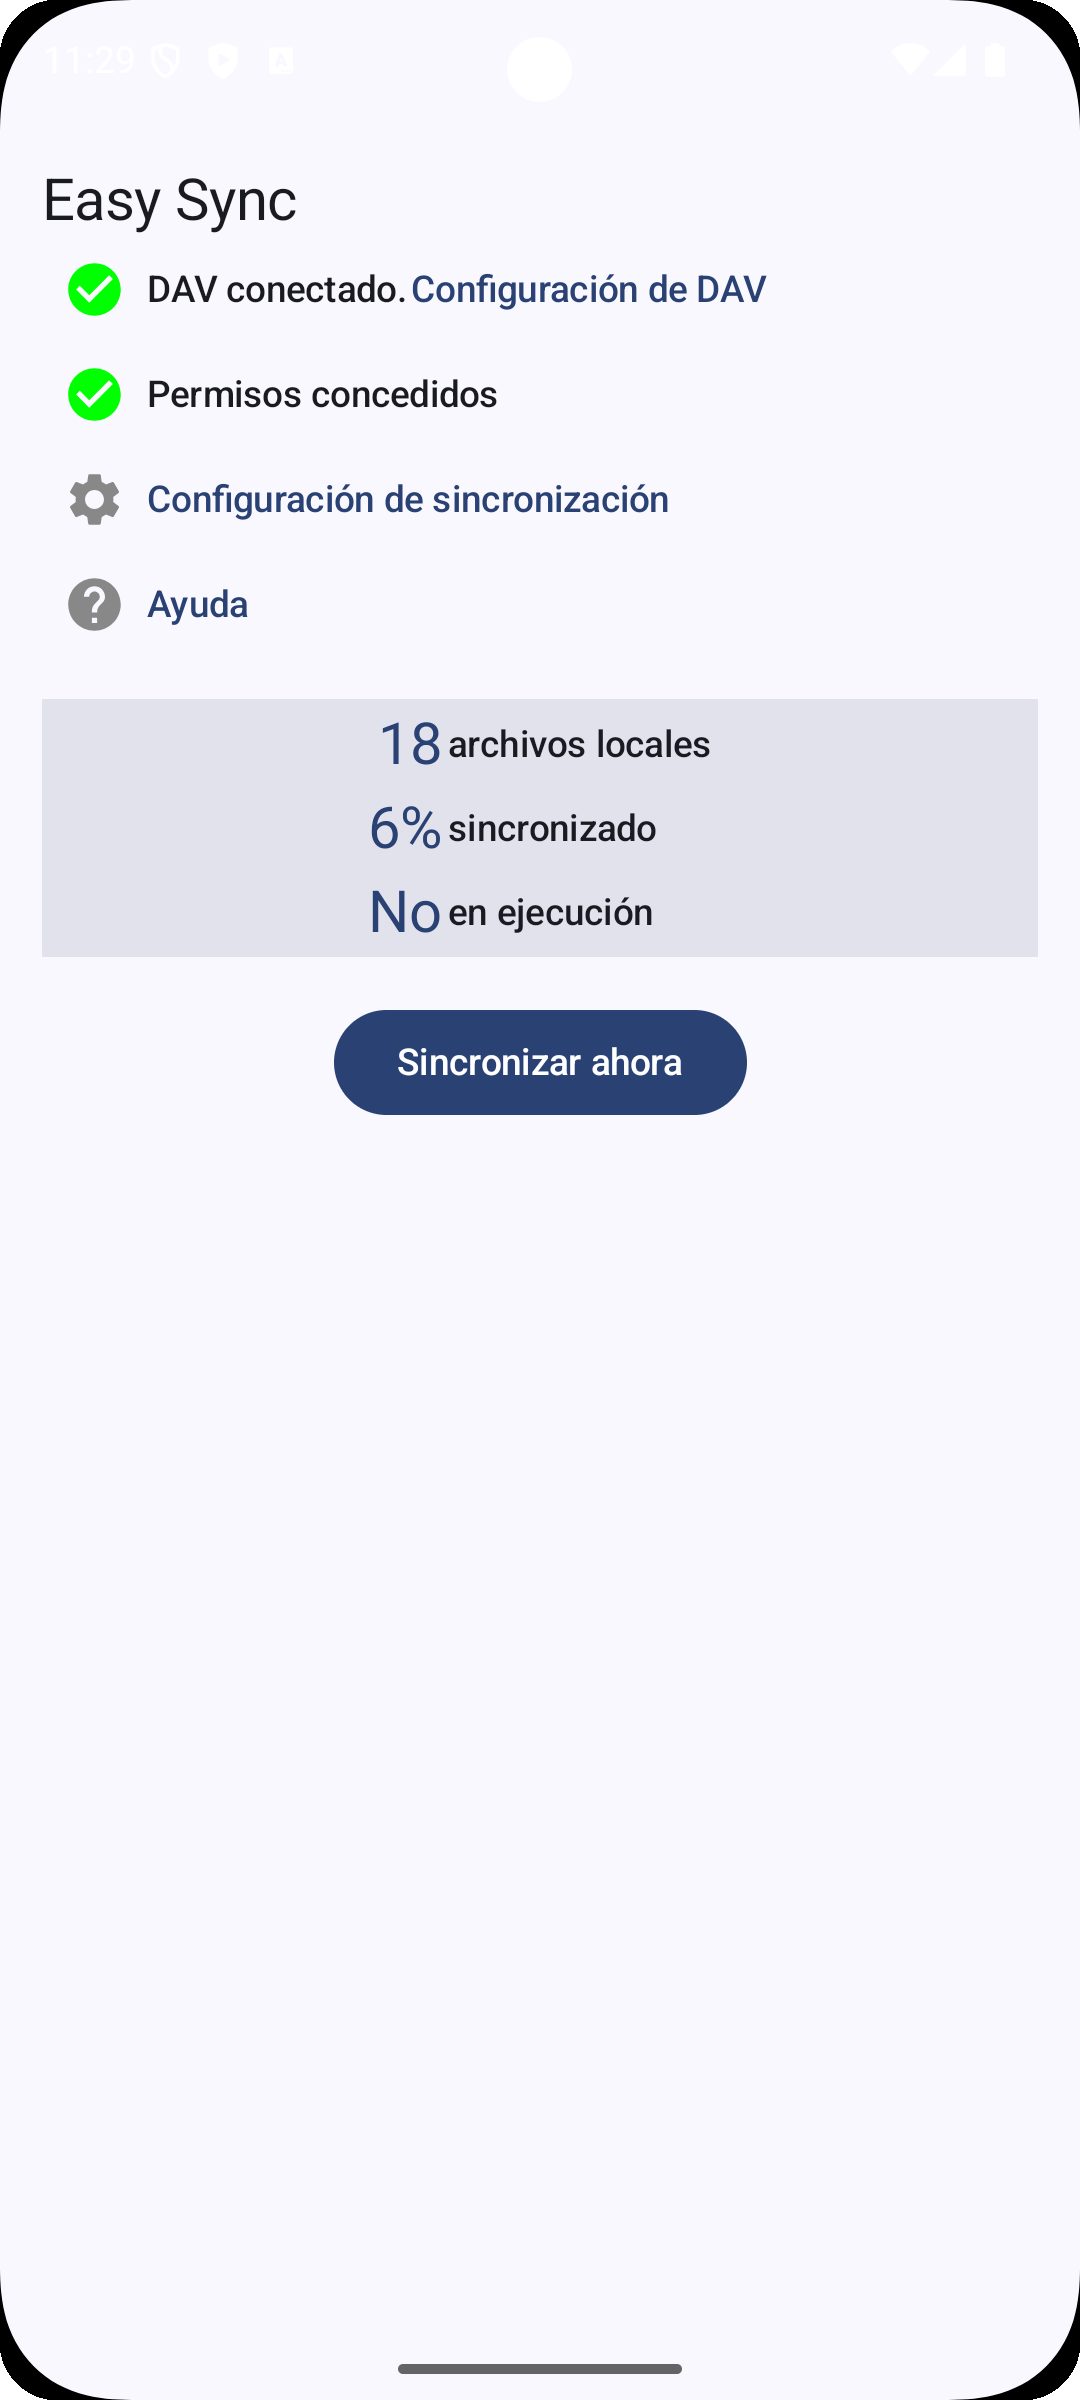 11:29
Easy Sync
DAV conectado. Configuración de DAV
Permisos concedidos
Configuración de sincronización
Ayuda
18 archivos locales
6% sincronizado
No en ejecución
Sincronizar ahora